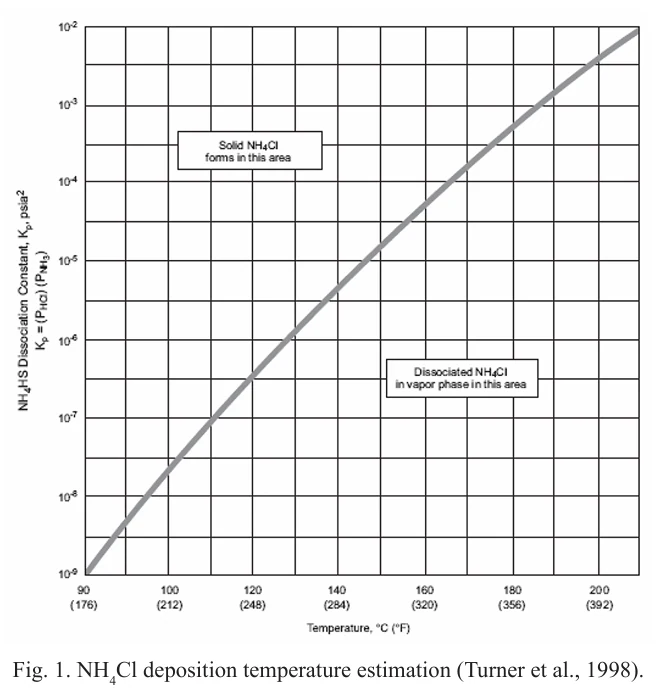 10-2
10-3
10-4
10-5
10-6
10-7
10-8
10-9
NH4HS Dissociation Constant, Kp, psia2
Kp = (PHCl) (PNH3)
Solid NH4Cl
forms in this area
Dissociated NH4Cl
in vapor phase in this area
90 100 120 140 160 180 200
(176) (212) (248) (284) (320) (356) (392)
Temperature, °C (°F)
Fig. 1. NH4Cl deposition temperature estimation (Turner et al., 1998).